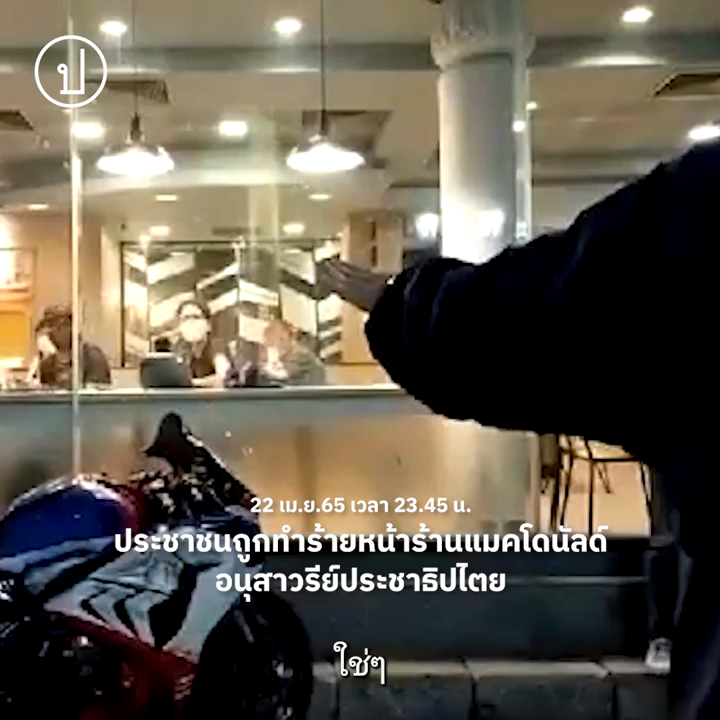 ป
22 เม.ย.65 เวลา 23.45 น.
ประชาชนถูกทำร้ายหน้าร้านแมคโดนัลด์
อนุสาวรีย์ประชาธิปไตย
ใช่ๆ